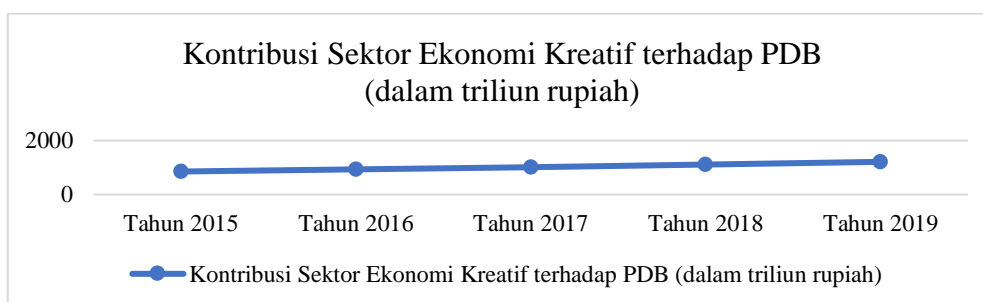 Kontribusi Sektor Ekonomi Kreatif terhadap PDB
(dalam triliun rupiah)
2000
0
Tahun 2015 Tahun 2016 Tahun 2017 Tahun 2018 Tahun 2019
Kontribusi Sektor Ekonomi Kreatif terhadap PDB (dalam triliun rupiah)